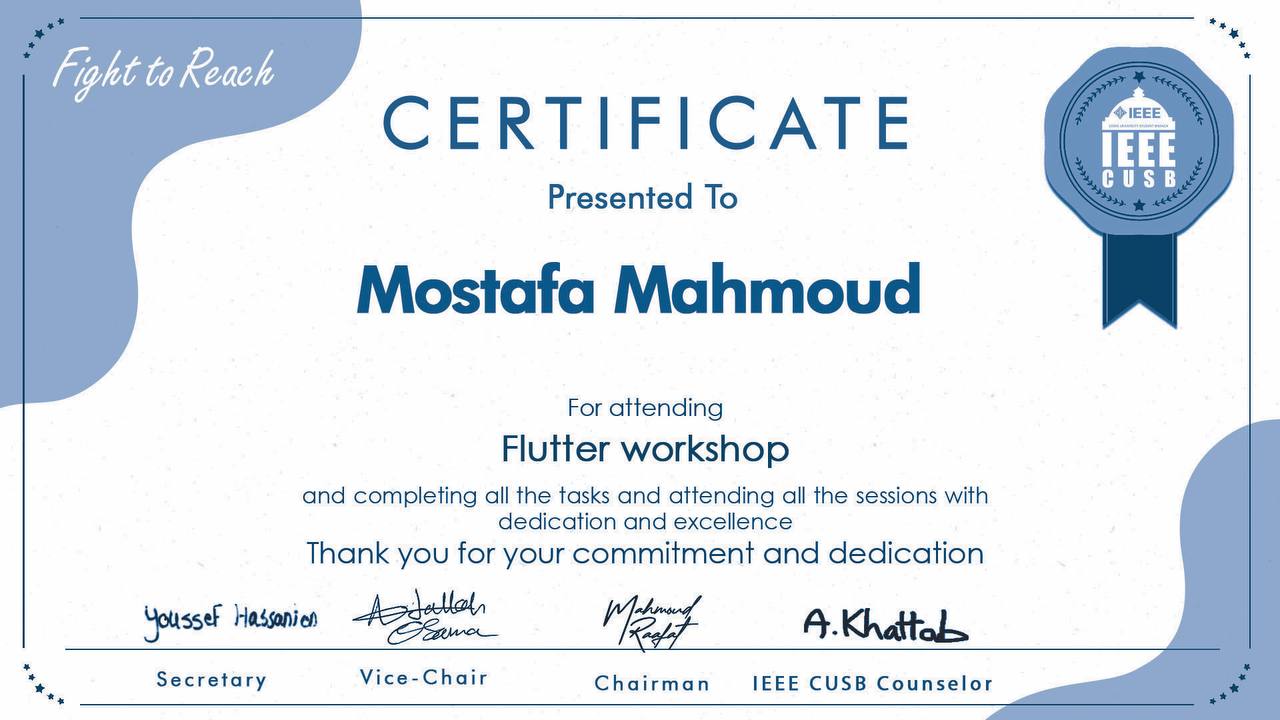 Fight to Reach
CERTIFICATE
Presented To
IEEE
IEEE
CUSB
Mostafa Mahmoud
For attending
Flutter workshop
and completing all the tasks and attending all the sessions with
dedication and excellence
Thank you for your commitment and dedication
Youssef Hassanien
Abdallah
Osama
Mahmoud
Raafat
A.Khattab
Secretary
Vice-Chair
Chairman
IEEE CUSB Counselor